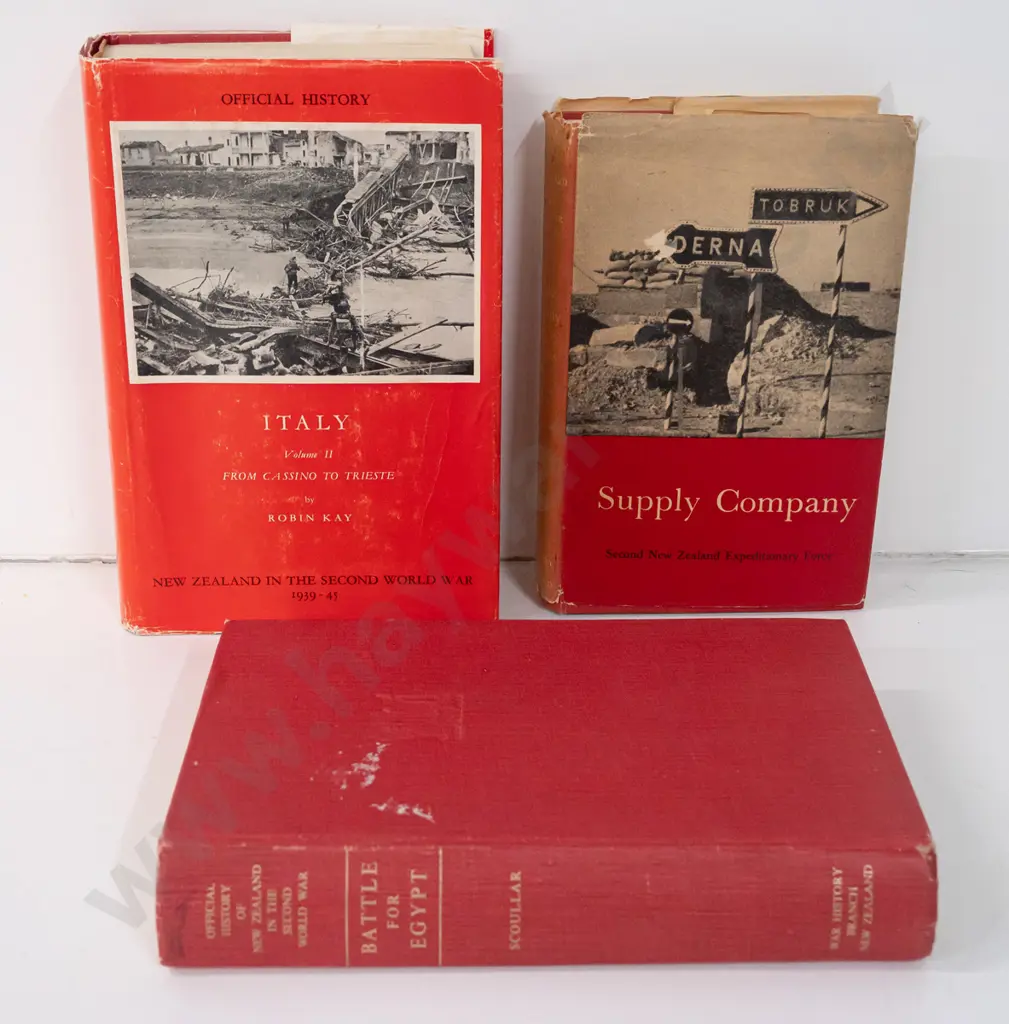 OFFICIAL HISTORY
ITALY
Volume II
FROM CASSINO TO TRIESTE
by
ROBIN KAY
NEW ZEALAND IN THE SECOND WORLD WAR
1939-45
TOBRUK
DERNA
Supply Company
Second New Zealand Expeditionary Force
OFFICIAL
HISTORY
OF
NEW ZEALAND
IN THE
SECOND
WORLD WAR
BATTLE
FOR
EGYPT
SCOULLAR
WAR HISTORY
BRANCH
NEW ZEALAND